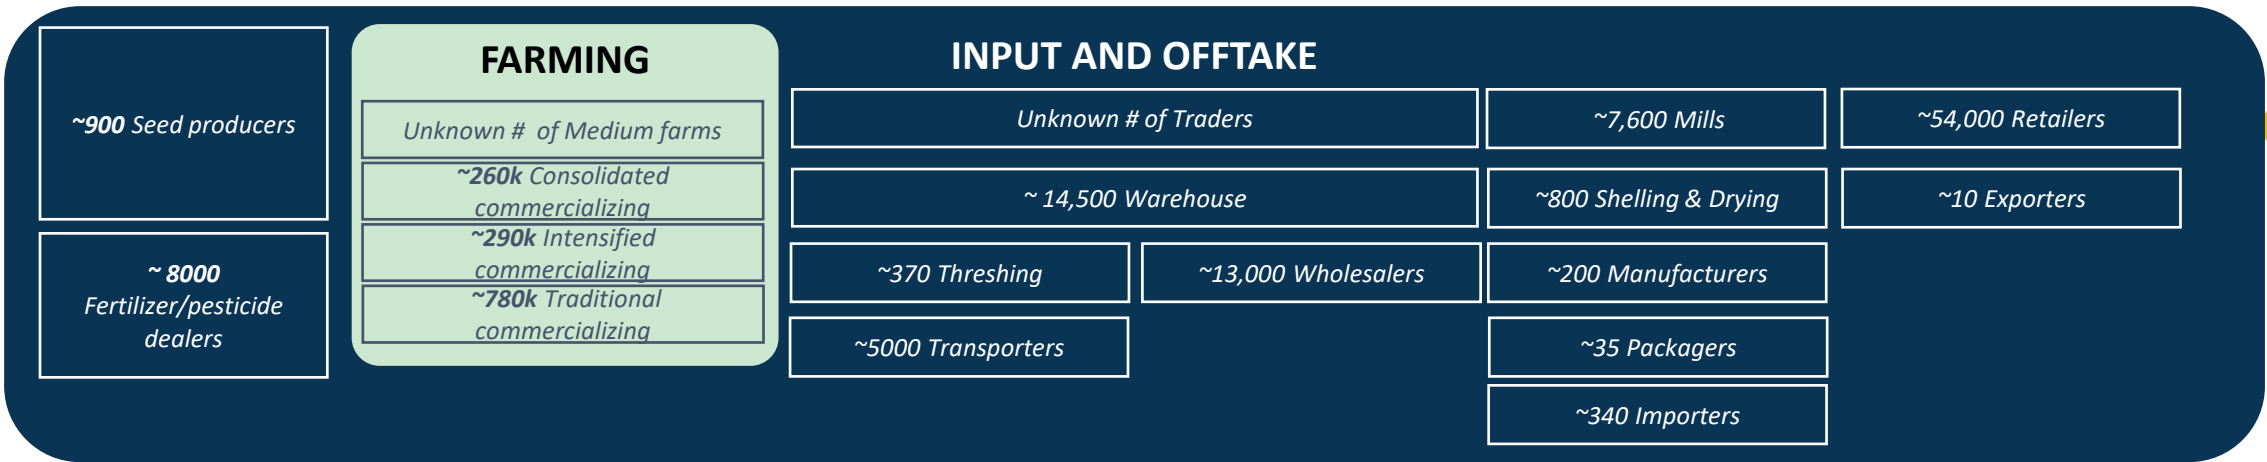 ~900 Seed producers
~ 8000
Fertilizer/pesticide
dealers
FARMING
Unknown # of Medium farms
~260k Consolidated
commercializing
~290k Intensified
commercializing
~780k Traditional
commercializing
INPUT AND OFFTAKE
Unknown # of Traders
~7,600 Mills
~54,000 Retailers
~ 14,500 Warehouse
~800 Shelling & Drying
~10 Exporters
~370 Threshing
~13,000 Wholesalers
~200 Manufacturers
~5000 Transporters
~35 Packagers
~340 Importers